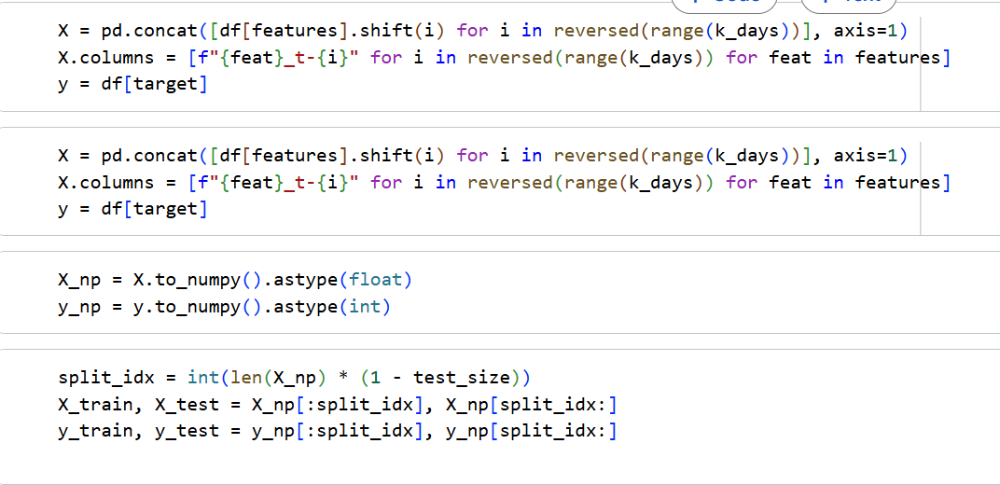 X = pd.concat([df[features].shift(i) for i in reversed(range(k_days))], axis=1)
X.columns = [f"{feat}_t-{i}" for i in reversed(range(k_days)) for feat in features]
y = df[target]
X = pd.concat([df[features].shift(i) for i in reversed(range(k_days))], axis=1)
X.columns = [f"{feat}_t-{i}" for i in reversed(range(k_days)) for feat in features]
y = df[target]
X_np = X.to_numpy().astype(float)
y_np = y.to_numpy().astype(int)
split_idx = int(len(X_np) * (1 - test_size))
X_train, X_test = X_np[:split_idx], X_np[split_idx:]
y_train, y_test = y_np[:split_idx], y_np[split_idx:]